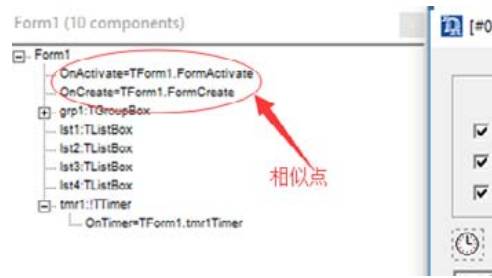 Form1 (10 components)
[#0
Form1
OnActivate=TForm1.FormActivate
OnCreate=TForm1.FormCreate
grp1:TGroupBox
lst1:TListBox
lst2:TListBox
lst3:TListBox
lst4:TListBox
tmr1:!TTimer
OnTimer=TForm1.tmr1Timer
相似点